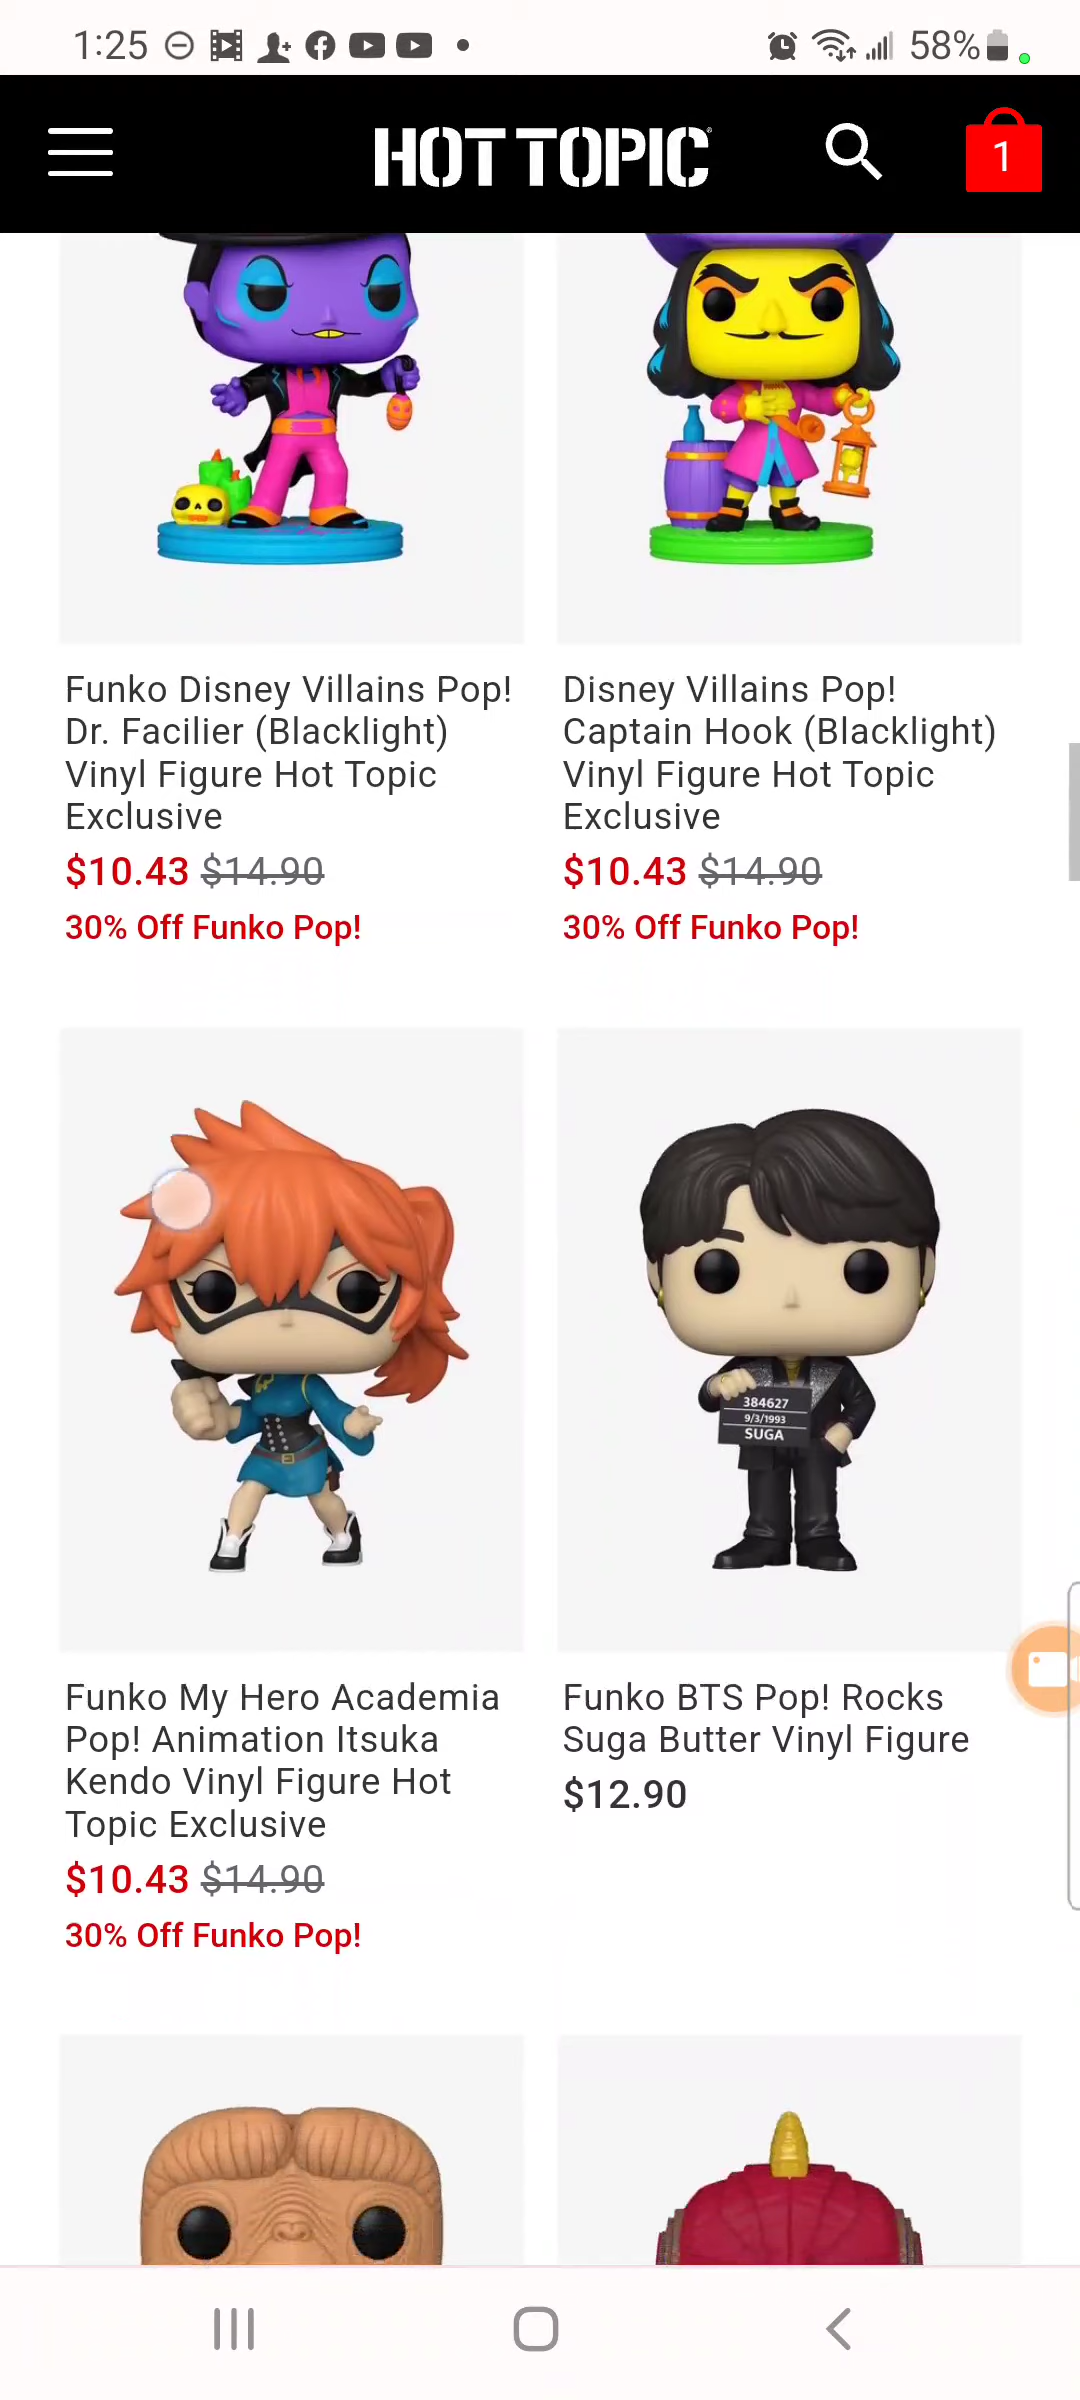 1:25
58%
HOT TOPIC
1
Funko Disney Villains Pop!
Dr. Facilier (Blacklight)
Vinyl Figure Hot Topic
Exclusive
$10.43 $14.90
30% Off Funko Pop!
Disney Villains Pop!
Captain Hook (Blacklight)
Vinyl Figure Hot Topic
Exclusive
$10.43 $14.90
30% Off Funko Pop!
384627
9/3/1993
SUGA
Funko My Hero Academia
Pop! Animation Itsuka
Kendo Vinyl Figure Hot
Topic Exclusive
$10.43 $14.90
30% Off Funko Pop!
Funko BTS Pop! Rocks
Suga Butter Vinyl Figure
$12.90